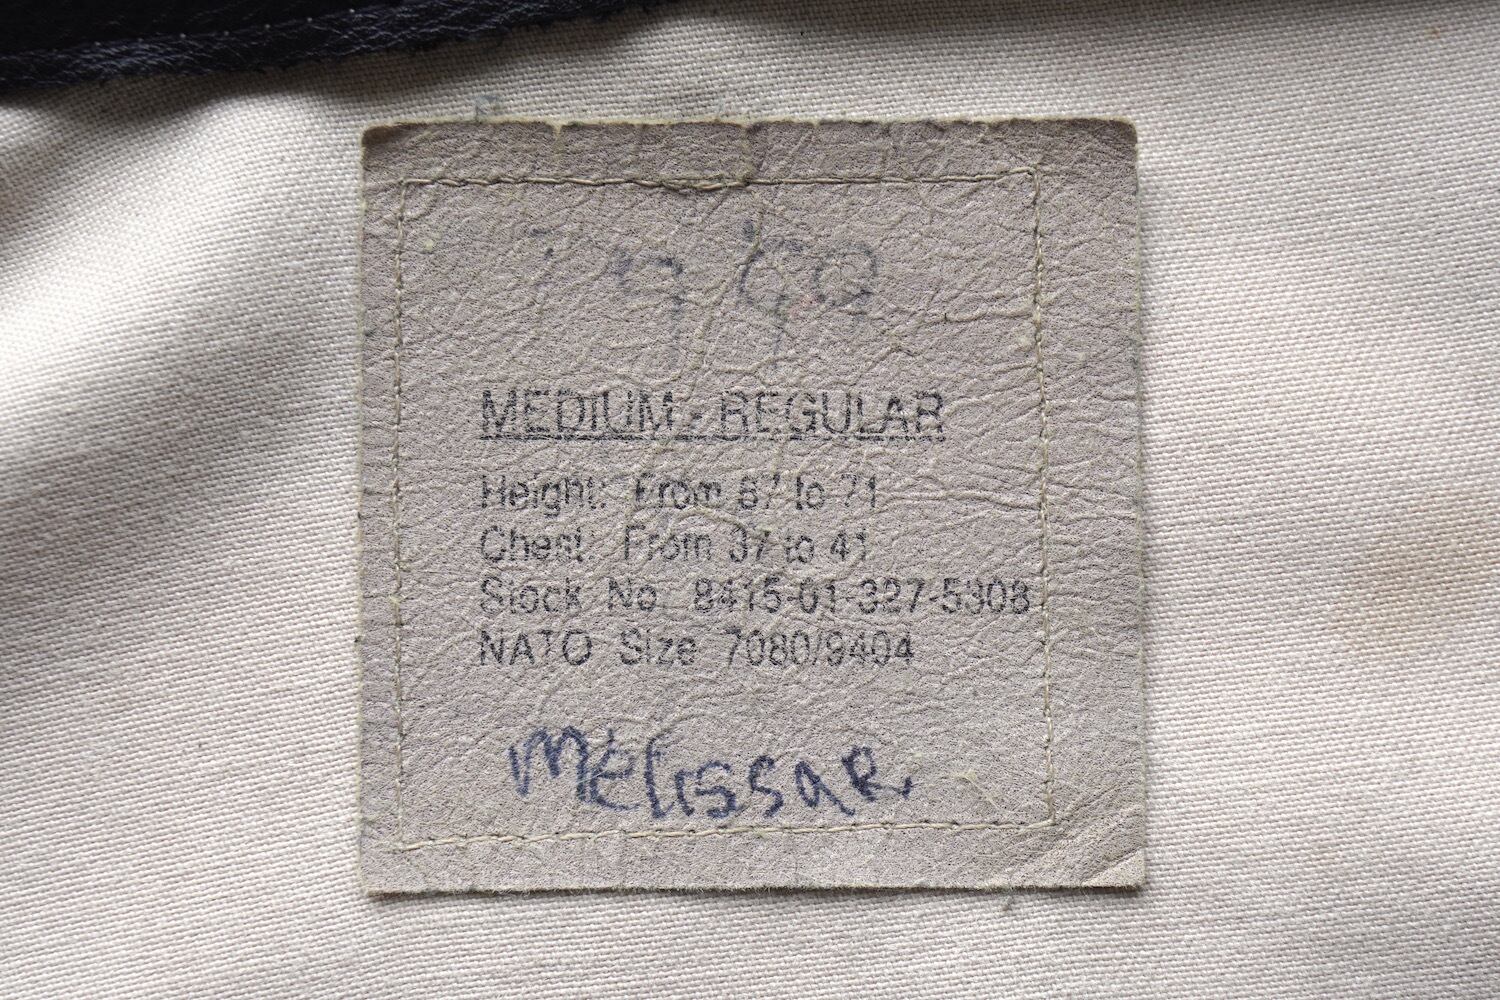 MEDIUM - REGULAR
Height: From 67 to 71
Chest: From 37 to 41
Stock No. 8415-01-327-5308
NATO Size 7080/9404
Melissa R.